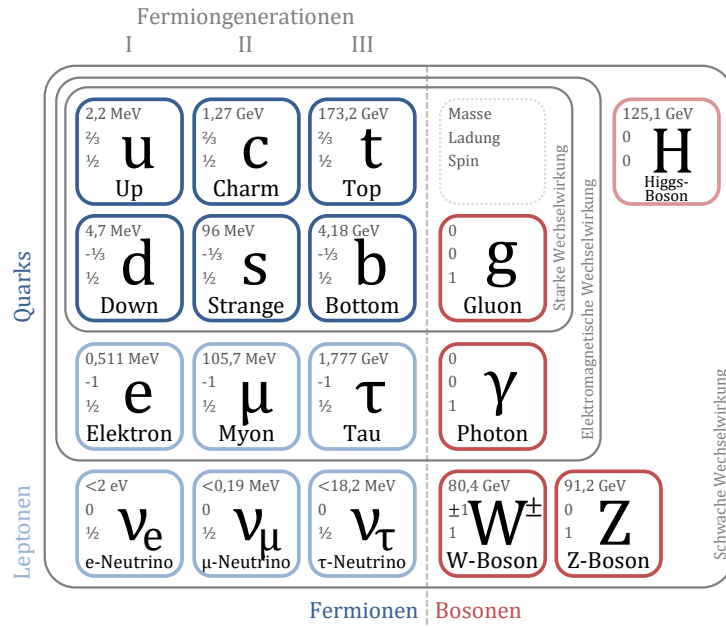 Fermiongenerationen
I II III
2,2 MeV
⅔
½
u
Up
1,27 GeV
⅔
½
c
Charm
173,2 GeV
⅔
½
t
Top
Masse
Ladung
Spin
125,1 GeV
0
0
H
Higgs-
Boson
4,7 MeV
-⅓
½
d
Down
96 MeV
-⅓
½
s
Strange
4,18 GeV
-⅓
½
b
Bottom
0
0
1
g
Gluon
Starke Wechselwirkung
Elektromagnetische Wechselwirkung
Schwache Wechselwirkung
Quarks
0,511 MeV
-1
½
e
Elektron
105,7 MeV
-1
½
μ
Myon
1,777 GeV
-1
½
τ
Tau
0
0
1
γ
Photon
Leptonen
<2 eV
0
½
νe
e-Neutrino
<0,19 MeV
0
½
νμ
μ-Neutrino
<18,2 MeV
0
½
ντ
τ-Neutrino
80,4 GeV
±1
1
W±
W-Boson
91,2 GeV
0
1
Z
Z-Boson
Fermionen
Bosonen